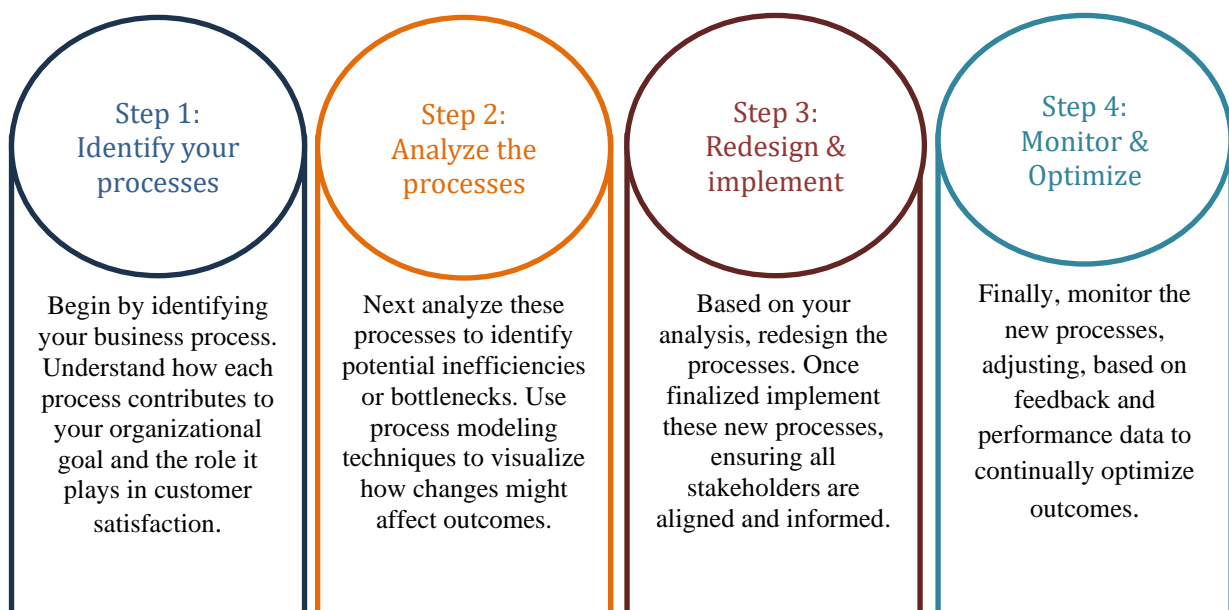 Step 1:
Identify your
processes
Begin by identifying
your business process.
Understand how each
process contributes to
your organizational
goal and the role it
plays in customer
satisfaction.
Step 2:
Analyze the
processes
Next analyze these
processes to identify
potential inefficiencies
or bottlenecks. Use
process modeling
techniques to visualize
how changes might
affect outcomes.
Step 3:
Redesign &
implement
Based on your
analysis, redesign the
processes. Once
finalized implement
these new processes,
ensuring all
stakeholders are
aligned and informed.
Step 4:
Monitor &
Optimize
Finally, monitor the
new processes,
adjusting, based on
feedback and
performance data to
continually optimize
outcomes.